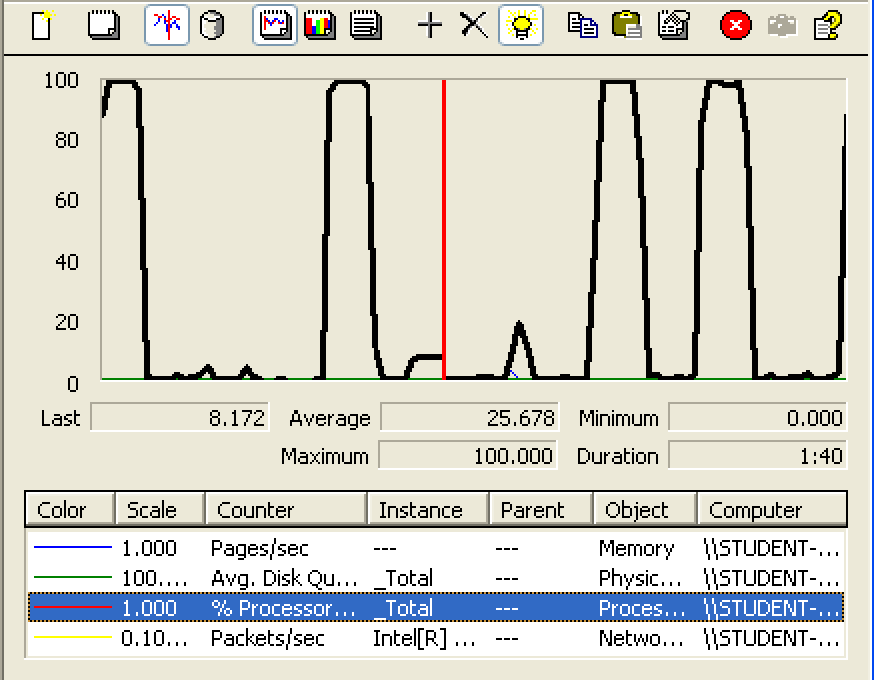 100
80
60
40
20
0
Last 8.172 Average 25.678 Minimum 0.000
Maximum 100.000 Duration 1:40
Color Scale Counter Instance Parent Object Computer
1.000 Pages/sec --- --- Memory \\STUDENT-...
100.... Avg. Disk Qu... _Total --- Physic... \\STUDENT-...
1.000 % Processor... _Total --- Proces... \\STUDENT-...
0.10... Packets/sec Intel[R] ... --- Netwo... \\STUDENT-...